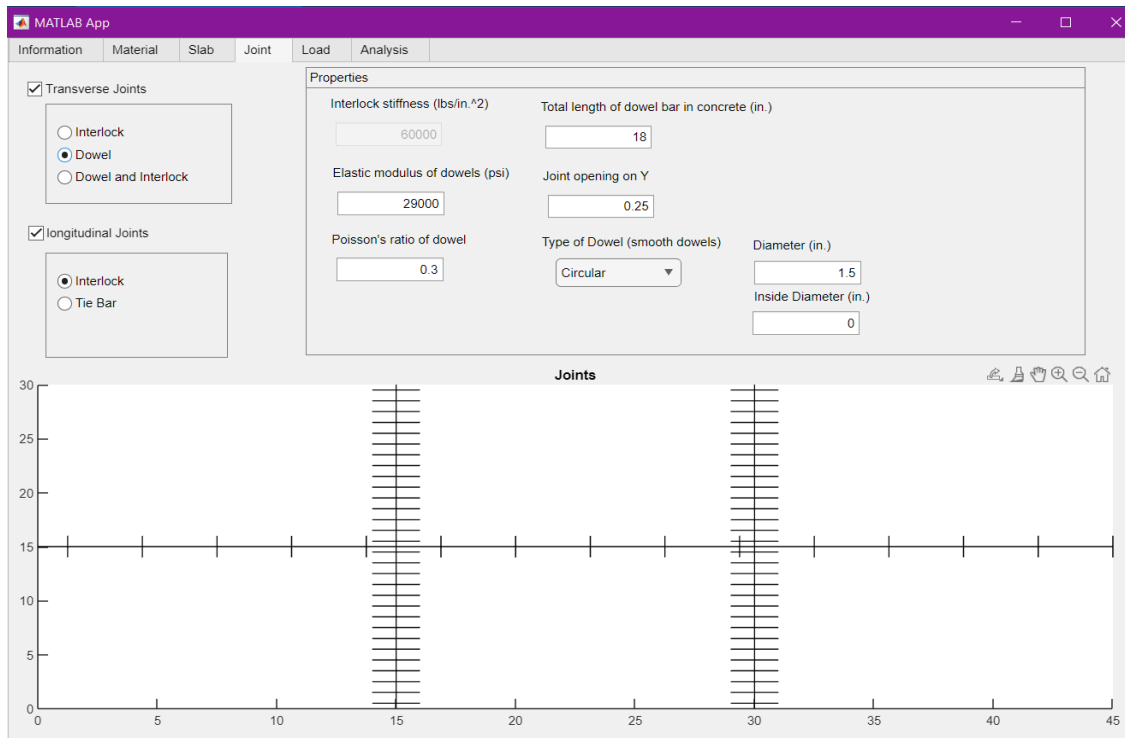 MATLAB App
Information Material Slab Joint Load Analysis
Transverse Joints
Interlock
Dowel
Dowel and Interlock
longitudinal Joints
Interlock
Tie Bar
Properties
Interlock stiffness (lbs/in.^2)
60000
Total length of dowel bar in concrete (in.)
18
Elastic modulus of dowels (psi)
29000
Joint opening on Y
0.25
Poisson's ratio of dowel
0.3
Type of Dowel (smooth dowels)
Circular
Diameter (in.)
1.5
Inside Diameter (in.)
0
Joints
30
25
20
15
10
5
0
0 5 10 15 20 25 30 35 40 45